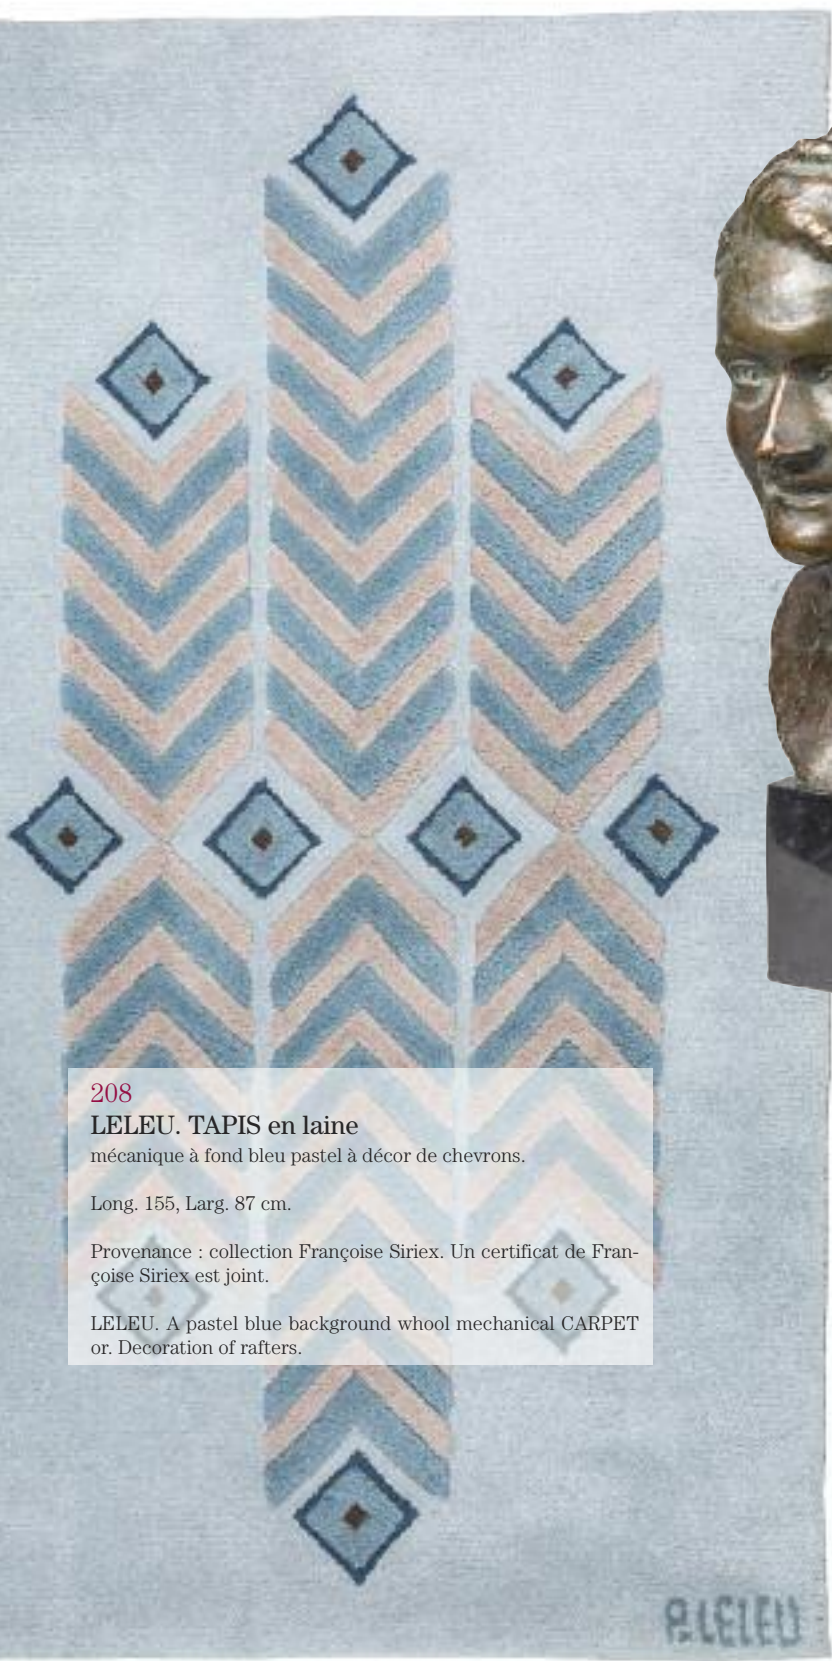 208
LELEU. TAPIS en laine
mécanique à fond bleu pastel à décor de chevrons.
Long. 155, Larg. 87 cm.
Provenance : collection Françoise Siriex. Un certificat de Fran-
çoise Siriex est joint.
LELEU. A pastel blue background whool mechanical CARPET
or. Decoration of rafters.
P.LELEU